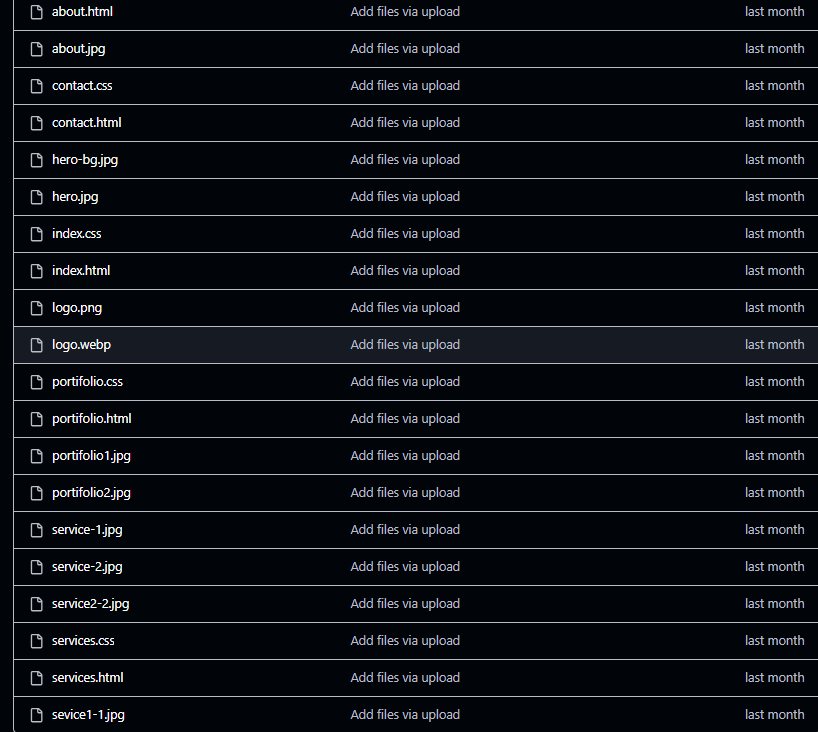 about.html Add files via upload last month
about.jpg Add files via upload last month
contact.css Add files via upload last month
contact.html Add files via upload last month
hero-bg.jpg Add files via upload last month
hero.jpg Add files via upload last month
index.css Add files via upload last month
index.html Add files via upload last month
logo.png Add files via upload last month
logo.webp Add files via upload last month
portifolio.css Add files via upload last month
portifolio.html Add files via upload last month
portifolio1.jpg Add files via upload last month
portifolio2.jpg Add files via upload last month
service-1.jpg Add files via upload last month
service-2.jpg Add files via upload last month
service2-2.jpg Add files via upload last month
services.css Add files via upload last month
services.html Add files via upload last month
sevice1-1.jpg Add files via upload last month